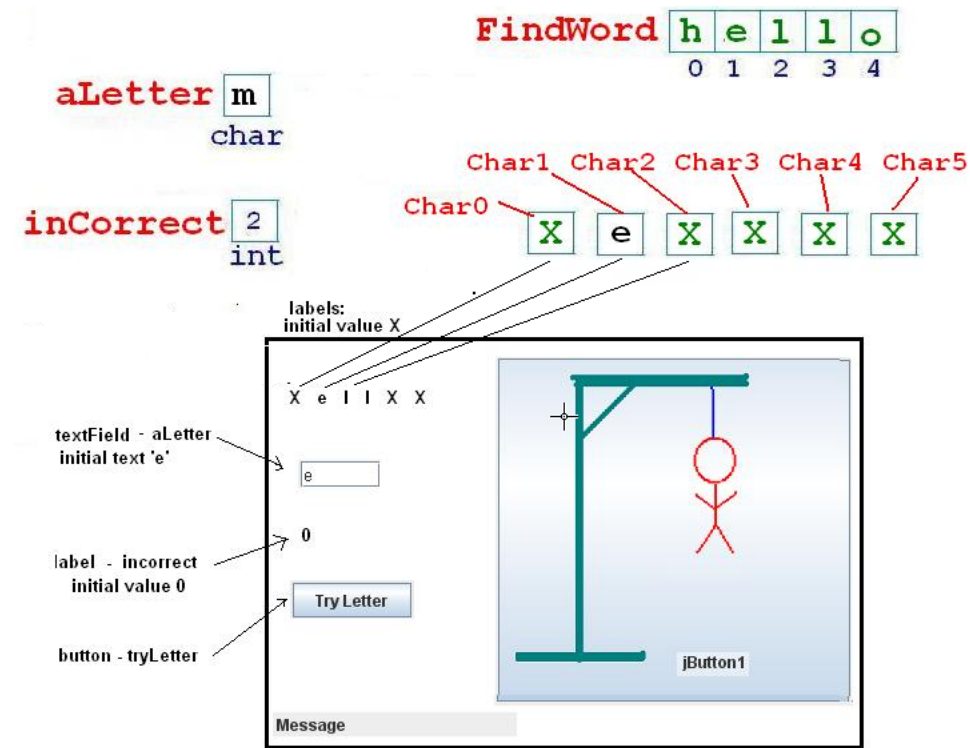 FindWord h e l l o
0 1 2 3 4
aLetter m
char
Char1 Char2 Char3 Char4 Char5
Char0
inCorrect 2
int
X e X X X X
labels:
initial value X
X e l l X X
textField - aLetter
initial text 'e'
e
0
label - incorrect
initial value 0
Try Letter
button - tryLetter
jButton1
Message